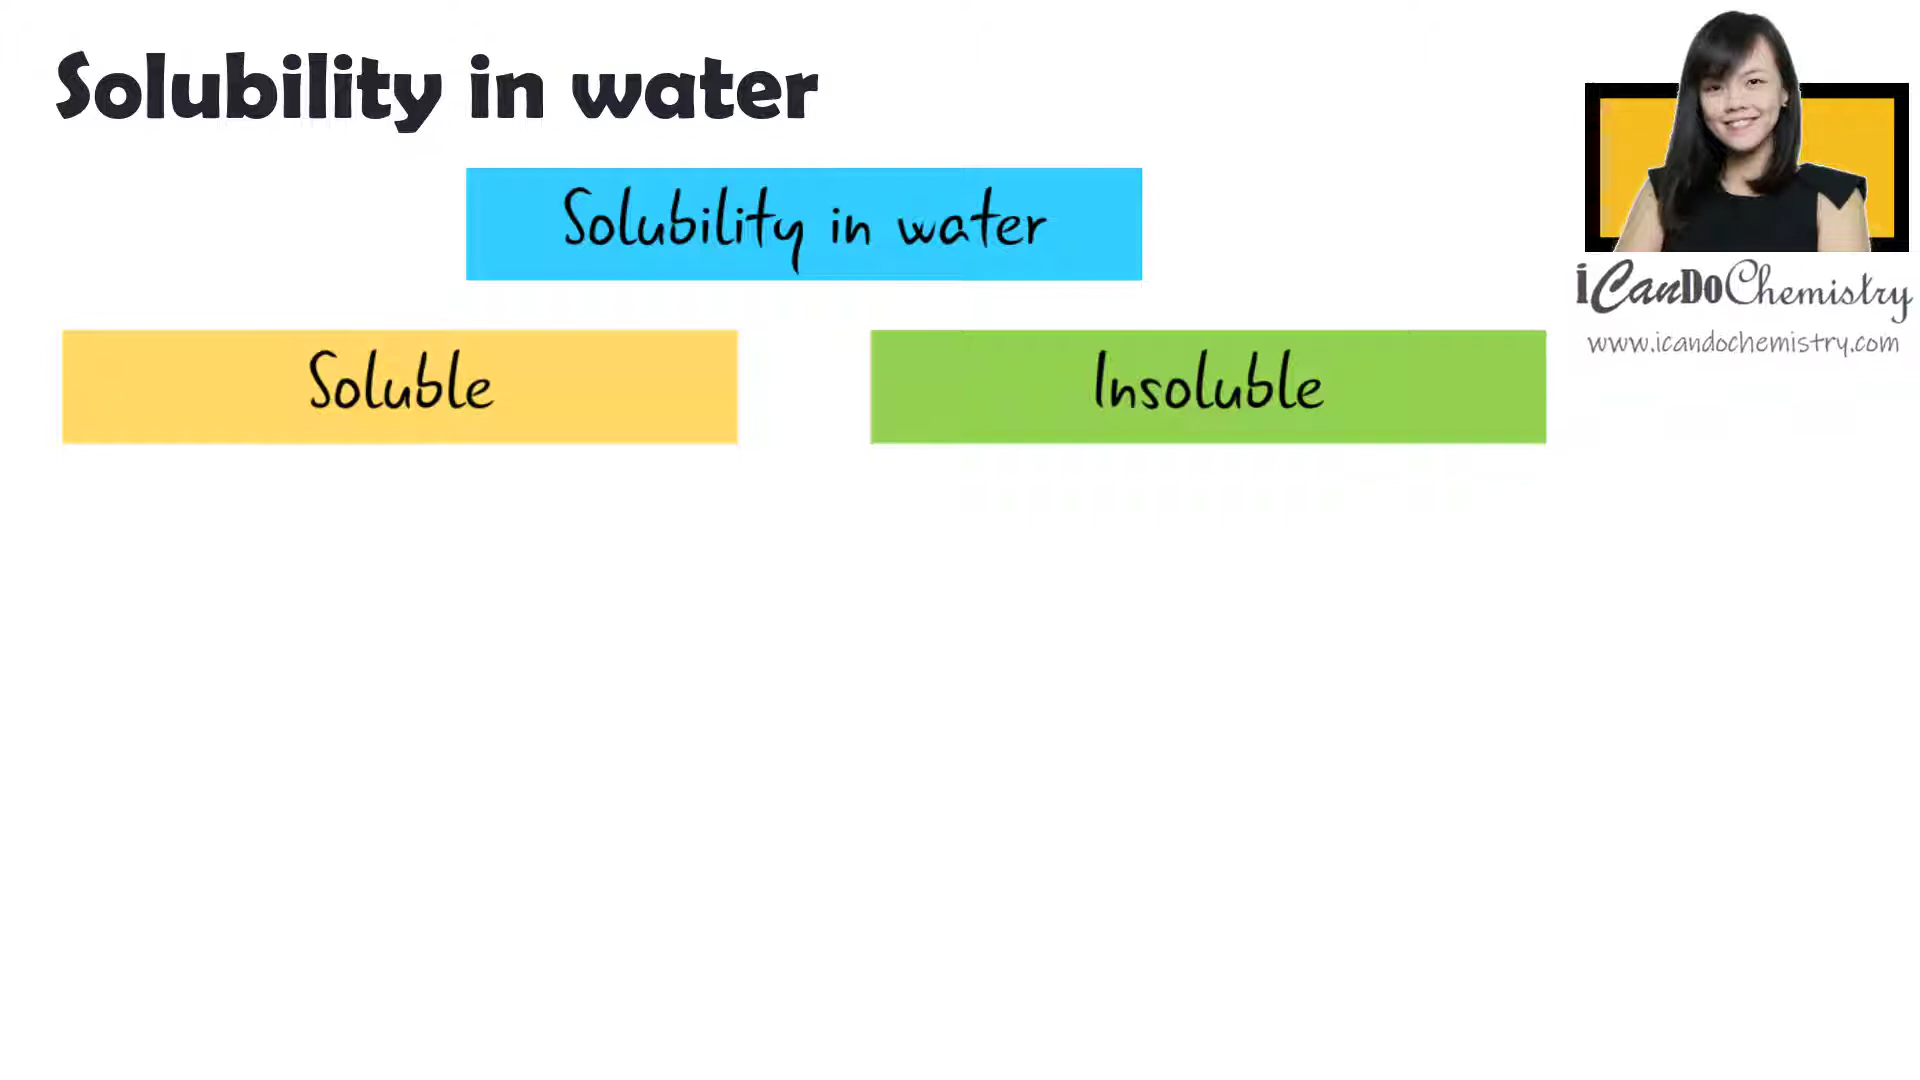 Solubility in water
Solubility in water
Soluble
Insoluble
iCanDoChemistry
www.icandochemistry.com